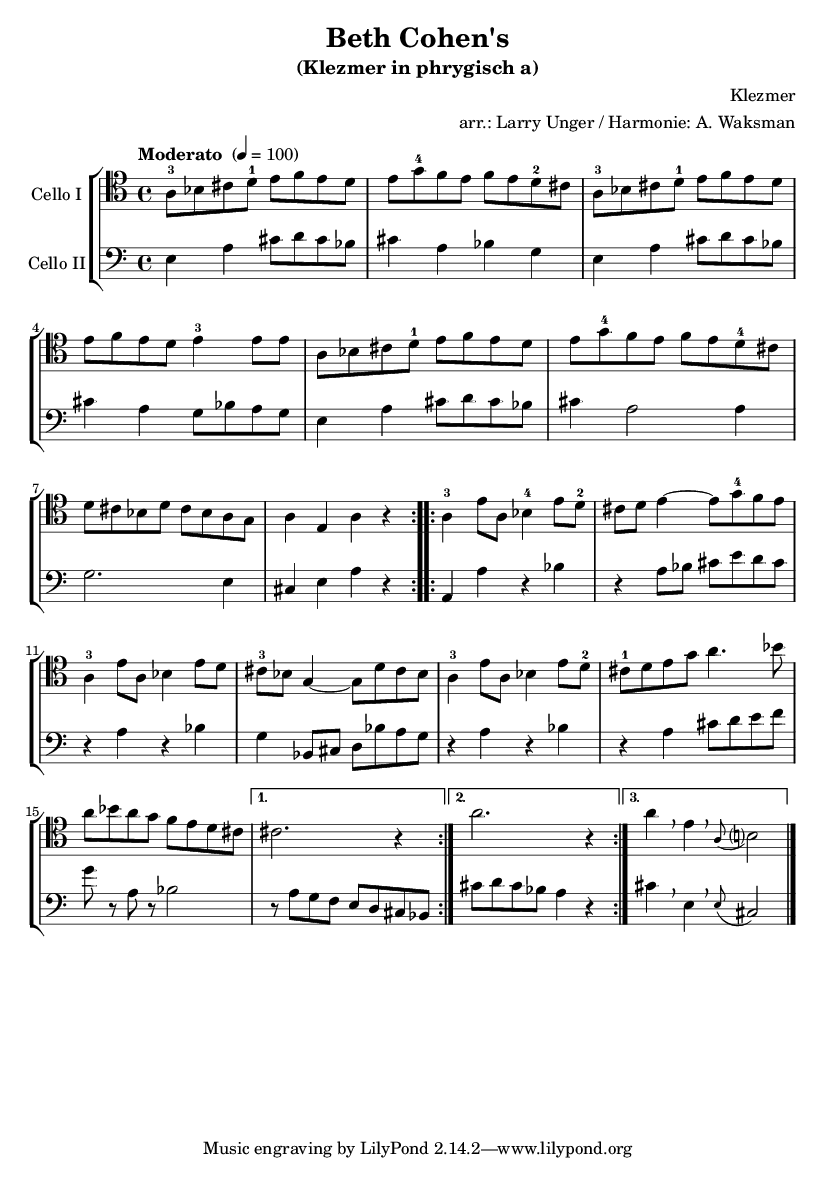 Beth Cohen's
(Klezmer in phrygisch a)
Klezmer
arr.: Larry Unger / Harmonie: A. Waksman
Moderato (♩ = 100)
3 1 4 2 3 1
Cello I
Cello II
4 3 1 4 4
7 3 4 2 4
11 3 3 3 2 1
15 1. 2. 3.
Music engraving by LilyPond 2.14.2—www.lilypond.org